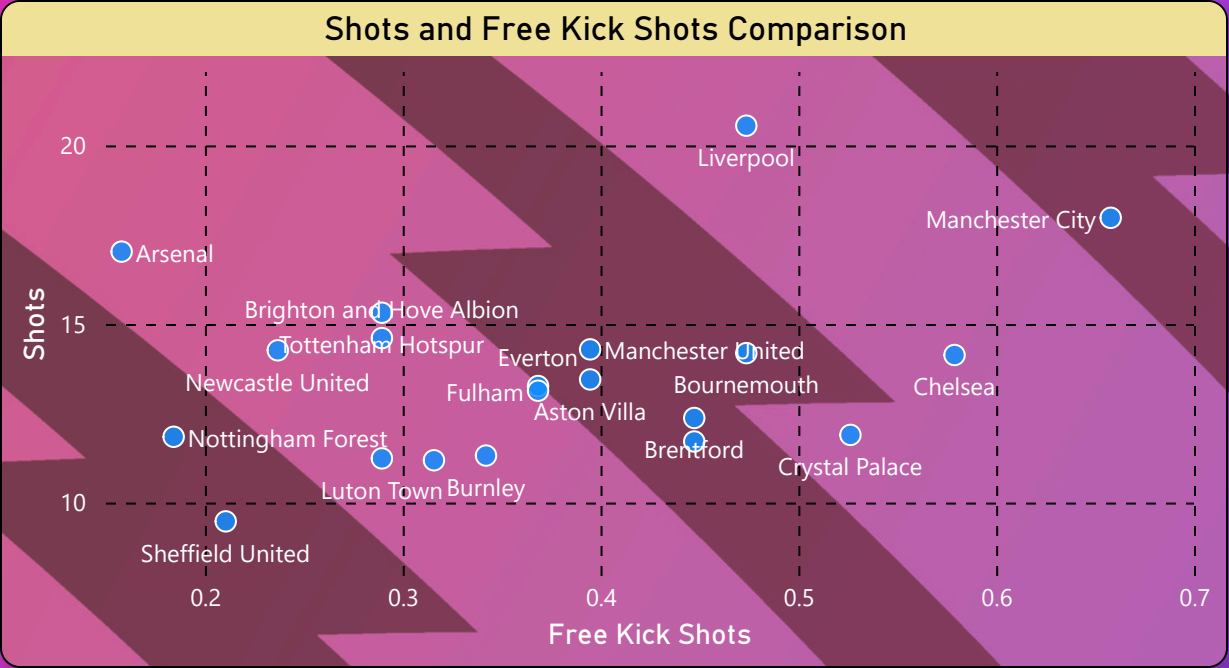 Shots and Free Kick Shots Comparison
20
Liverpool
Manchester City
Arsenal
Shots
Brighton and Hove Albion
15
Tottenham Hotspur
Everton
Manchester United
Newcastle United
Bournemouth
Chelsea
Fulham
Aston Villa
Nottingham Forest
Brentford
Crystal Palace
Luton Town
Burnley
10
Sheffield United
0.2
0.3
0.4
0.5
0.6
0.7
Free Kick Shots